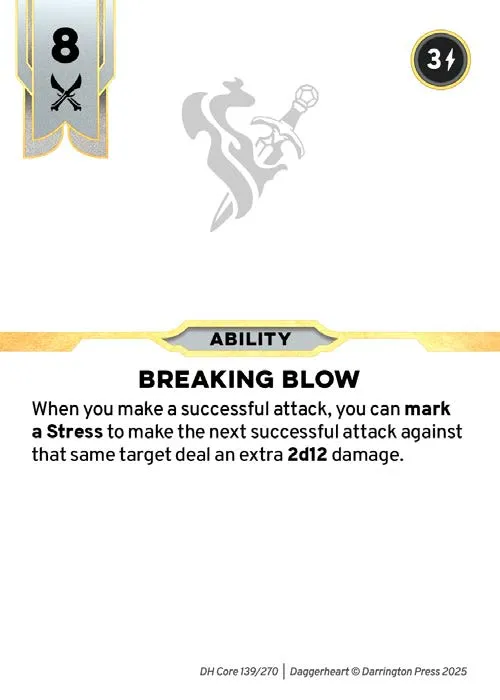 8
3
ABILITY
BREAKING BLOW
When you make a successful attack, you can mark
a Stress to make the next successful attack against
that same target deal an extra 2d12 damage.
DH Core 139/270 | Daggerheart © Darrington Press 2025